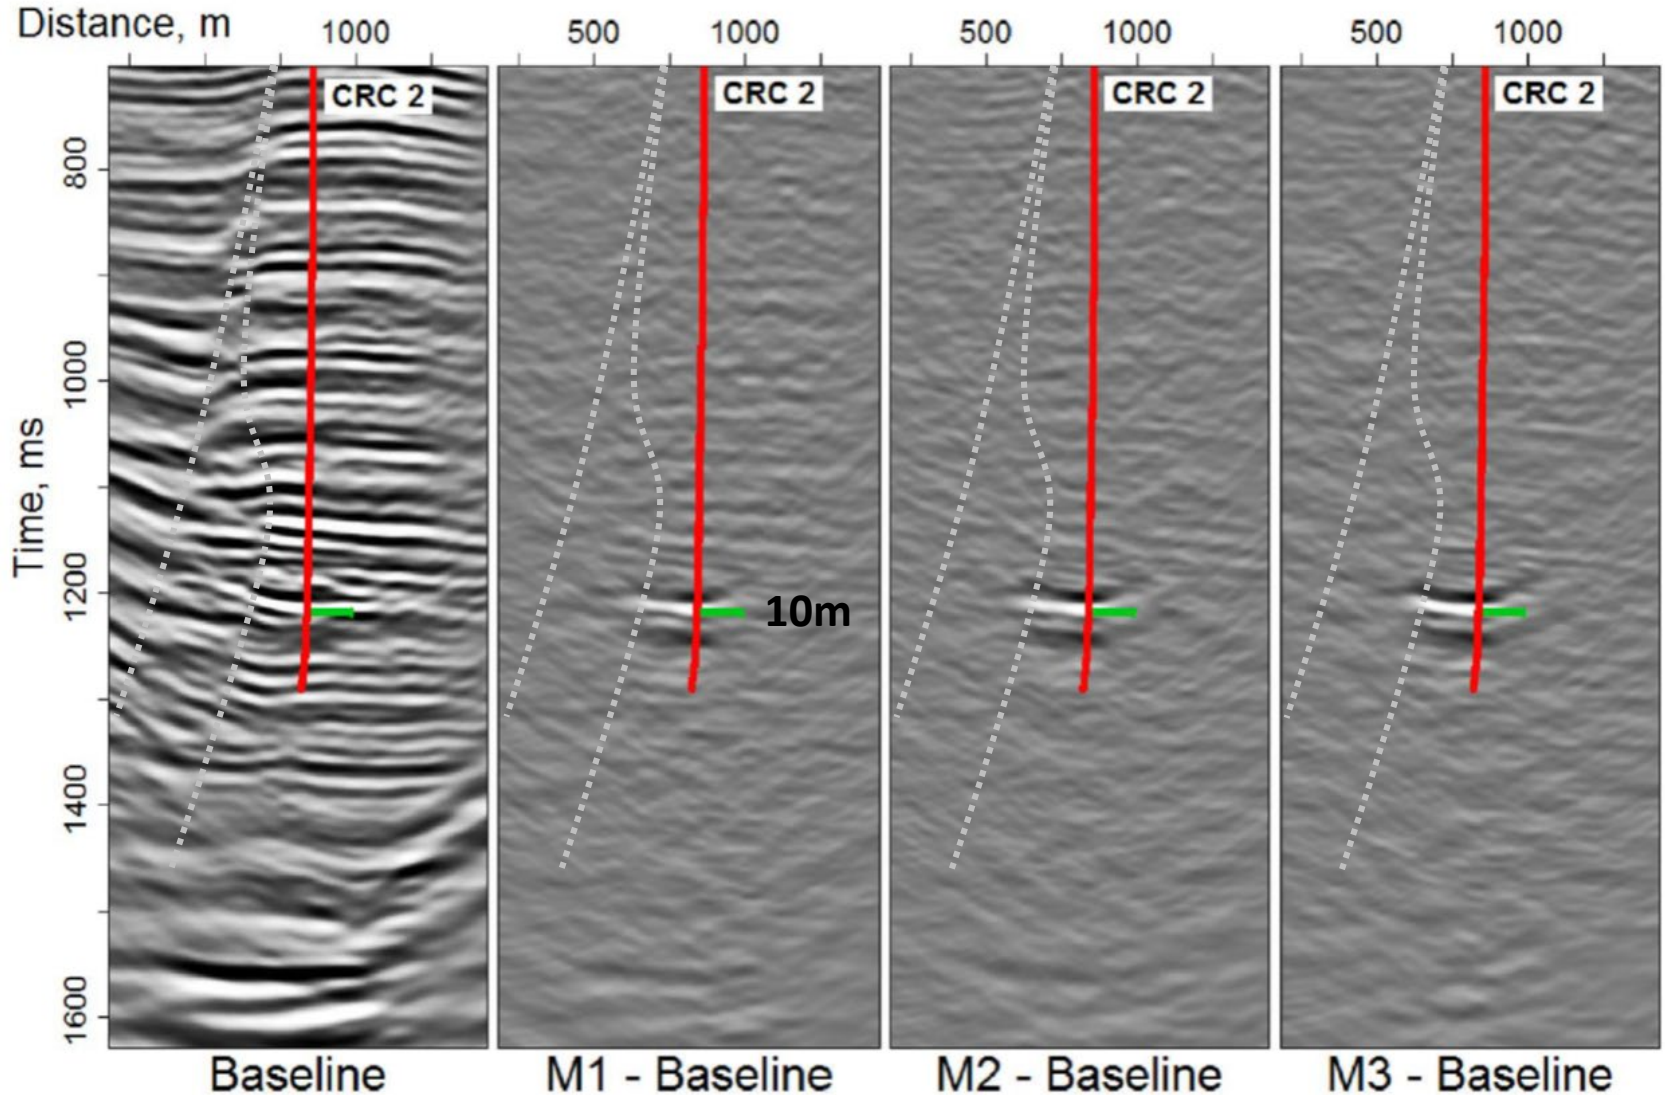 Distance, m 1000 500 1000 500 1000 500 1000
CRC 2 CRC 2 CRC 2 CRC 2
Time, ms
800
1000
1200
10m
1400
1600
Baseline M1 - Baseline M2 - Baseline M3 - Baseline